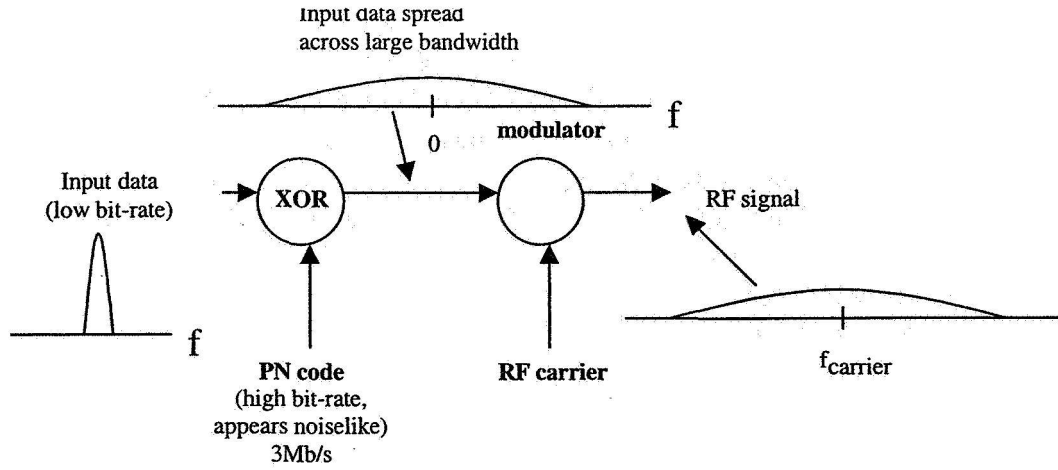 Input data spread
across large bandwidth
f
0
modulator
Input data
(low bit-rate)
XOR
RF signal
f
PN code
(high bit-rate,
appears noiselike)
3Mb/s
RF carrier
fcarrier